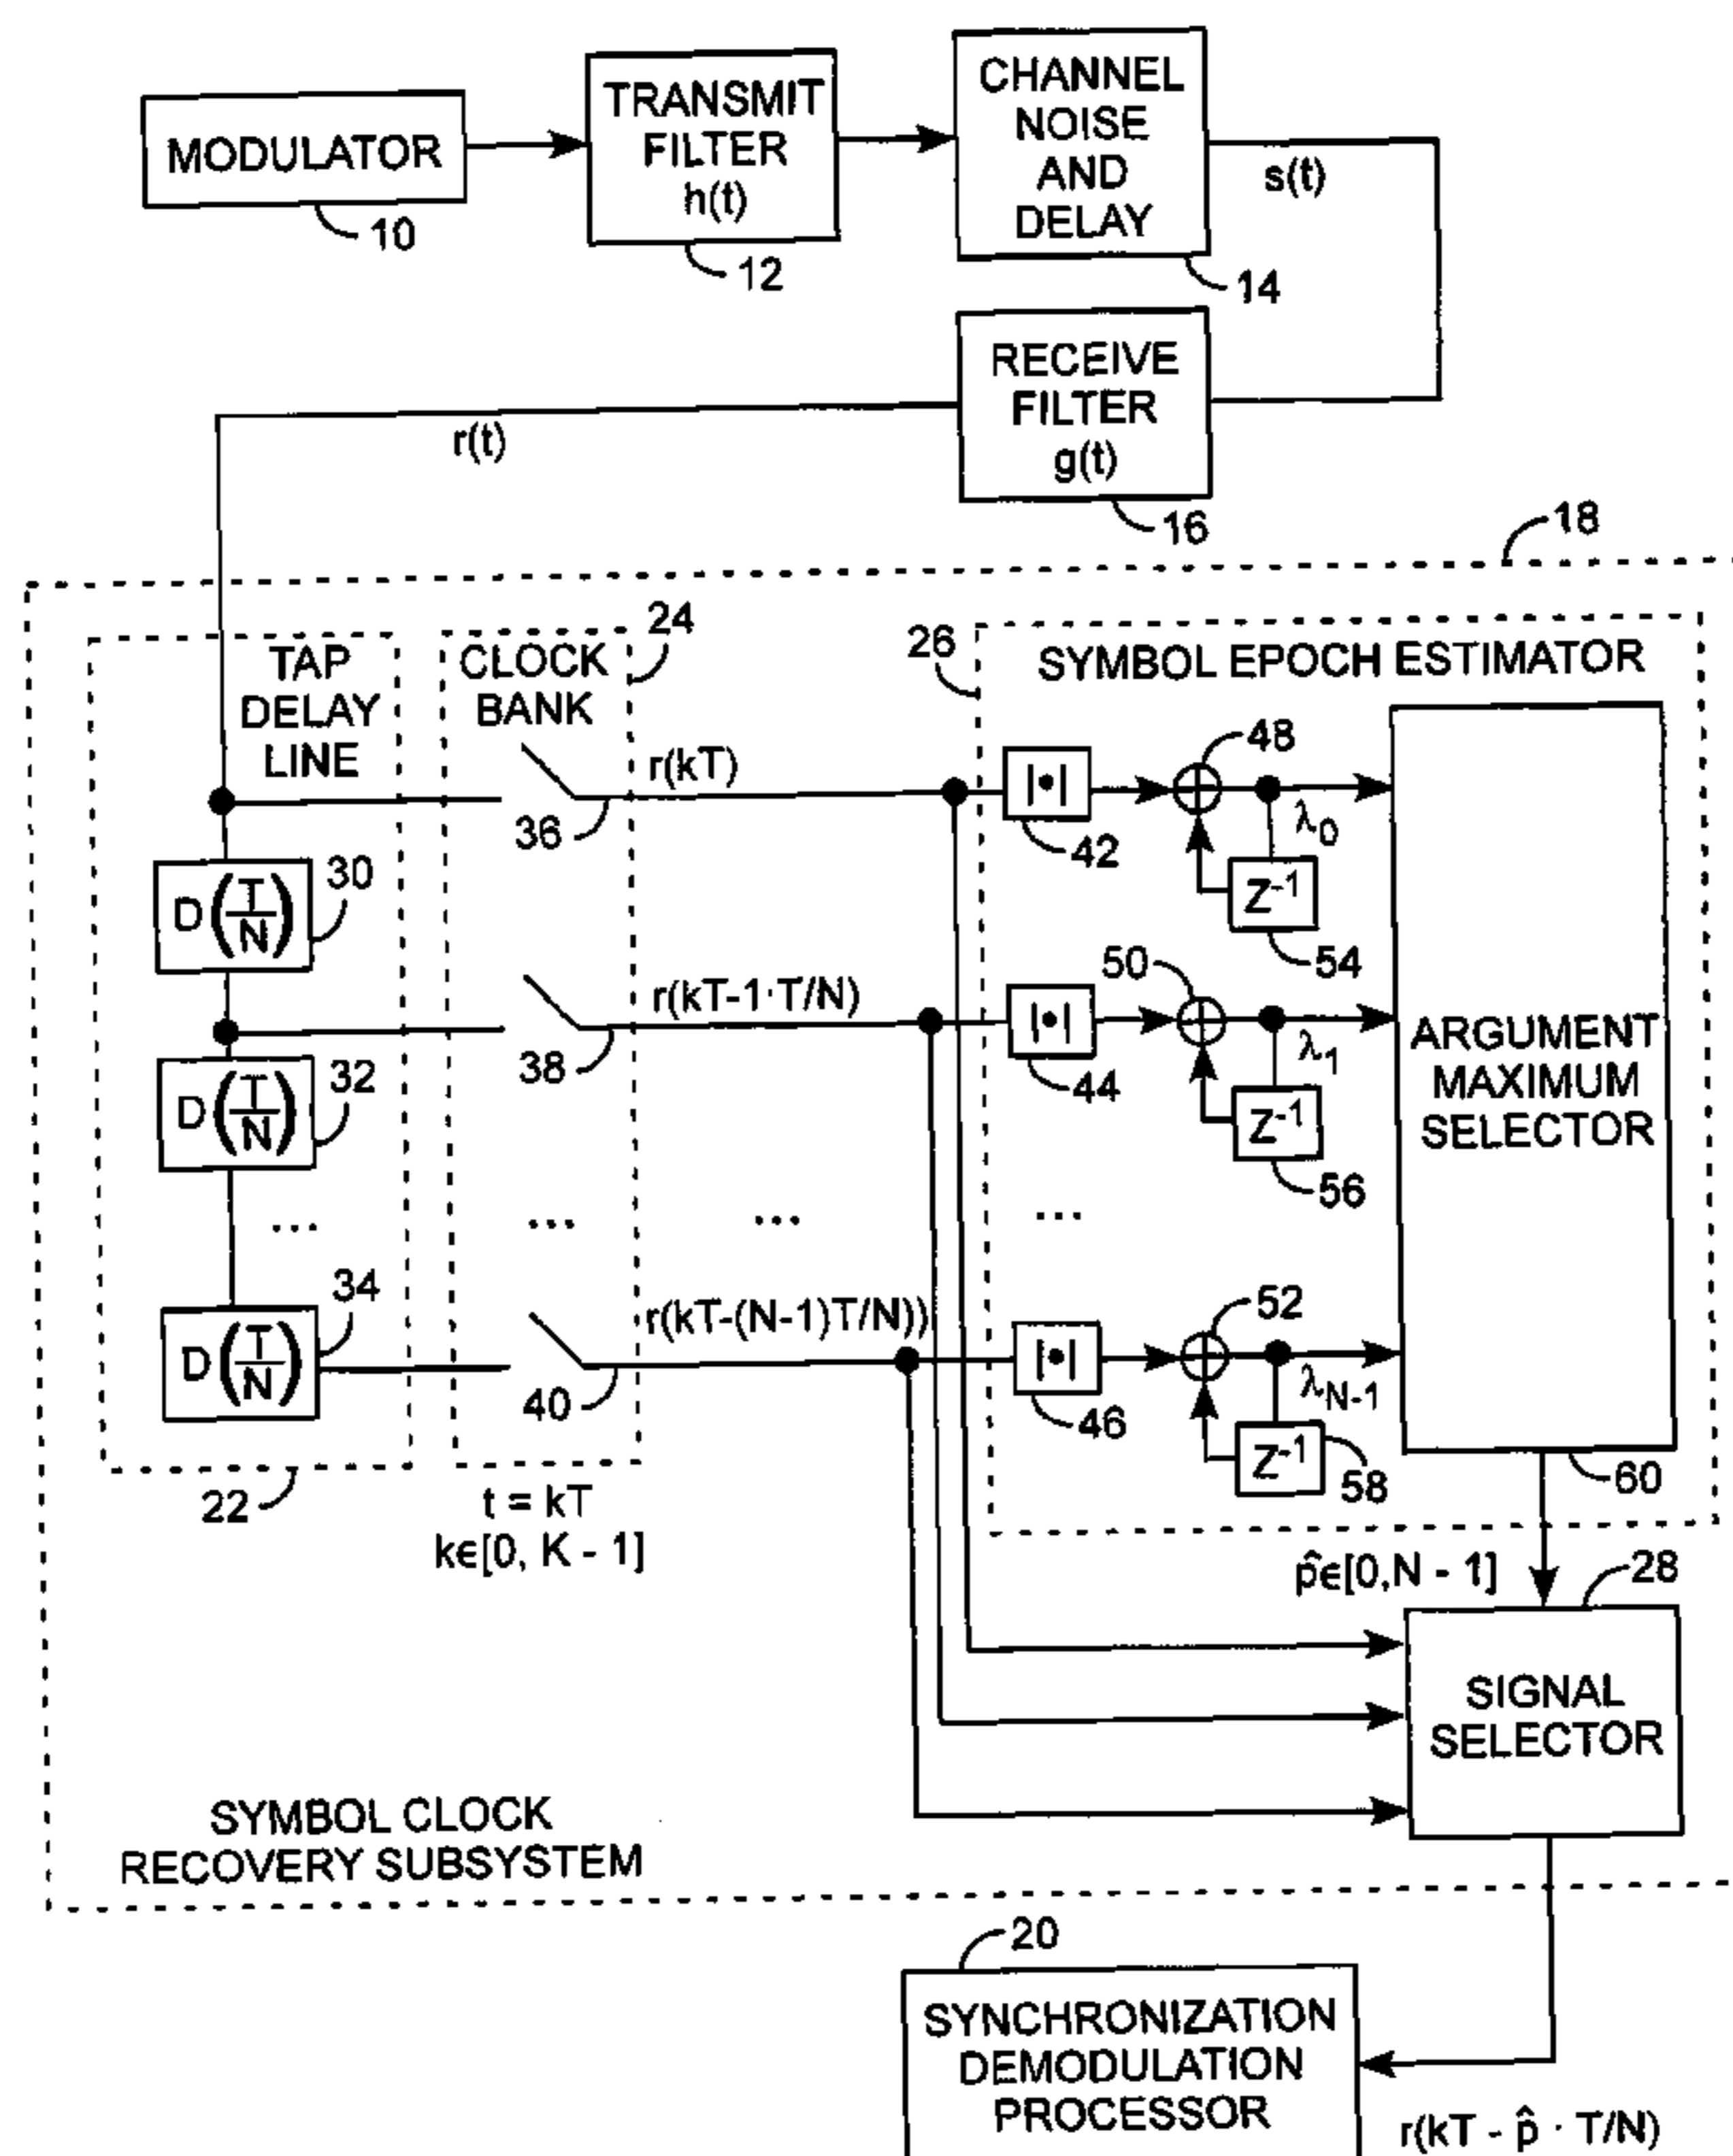 MODULATOR
10
TRANSMIT
FILTER
h(t)
12
CHANNEL
NOISE
AND
DELAY
14
s(t)
RECEIVE
FILTER
g(t)
16
r(t)
18
TAP
DELAY
LINE
CLOCK
BANK
24
26
SYMBOL EPOCH ESTIMATOR
36
r(kT)
|•|
42
48
λ0
Z-1
54
D(T/N)
30
38
r(kT-1·T/N)
|•|
44
50
λ1
Z-1
56
D(T/N)
32
ARGUMENT
MAXIMUM
SELECTOR
...
...
...
...
D(T/N)
34
40
r(kT-(N-1)T/N))
|•|
46
52
λN-1
Z-1
58
60
22
t = kT
kϵ[0, K - 1]
p̂ϵ[0,N - 1]
28
SIGNAL
SELECTOR
SYMBOL CLOCK
RECOVERY SUBSYSTEM
20
SYNCHRONIZATION
DEMODULATION
PROCESSOR
r(kT - p̂ · T/N)